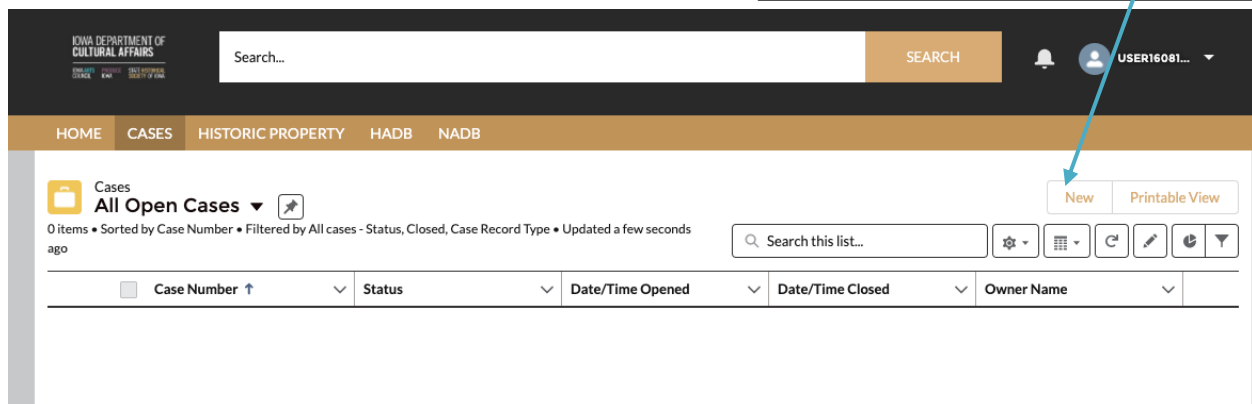 IOWA DEPARTMENT OF
CULTURAL AFFAIRS
Search...
SEARCH
USER16081...
HOME CASES HISTORIC PROPERTY HADB NADB
Cases
All Open Cases
New Printable View
0 items • Sorted by Case Number • Filtered by All cases - Status, Closed, Case Record Type • Updated a few seconds
ago
Search this list...
Case Number ↑ Status Date/Time Opened Date/Time Closed Owner Name